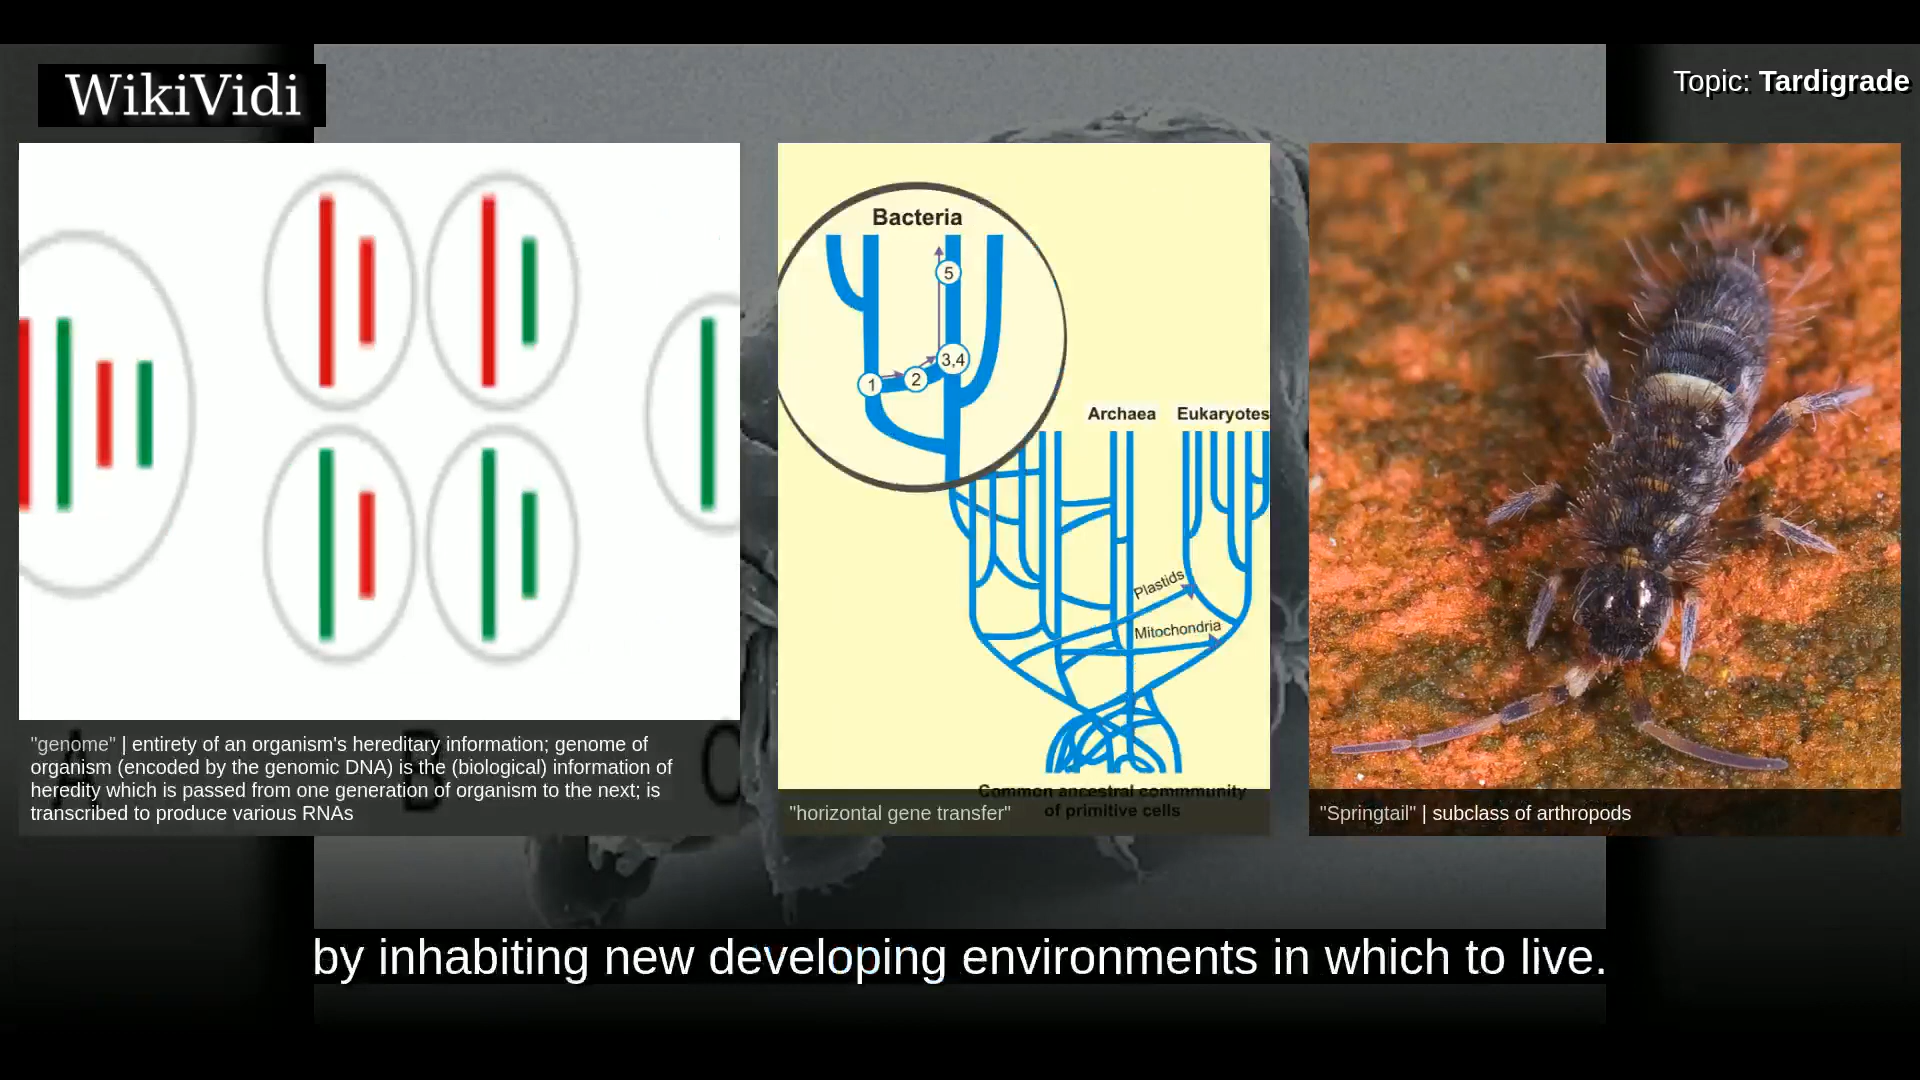 WikiVidi
Topic: Tardigrade
Bacteria
5
3,4
2
1
Archaea
Eukaryotes
Plastids
Mitochondria
Common ancestral commmunity
of primitive cells
A
B
C
"genome" | entirety of an organism's hereditary information; genome of
organism (encoded by the genomic DNA) is the (biological) information of
heredity which is passed from one generation of organism to the next; is
transcribed to produce various RNAs
"horizontal gene transfer"
"Springtail" | subclass of arthropods
by inhabiting new developing environments in which to live.